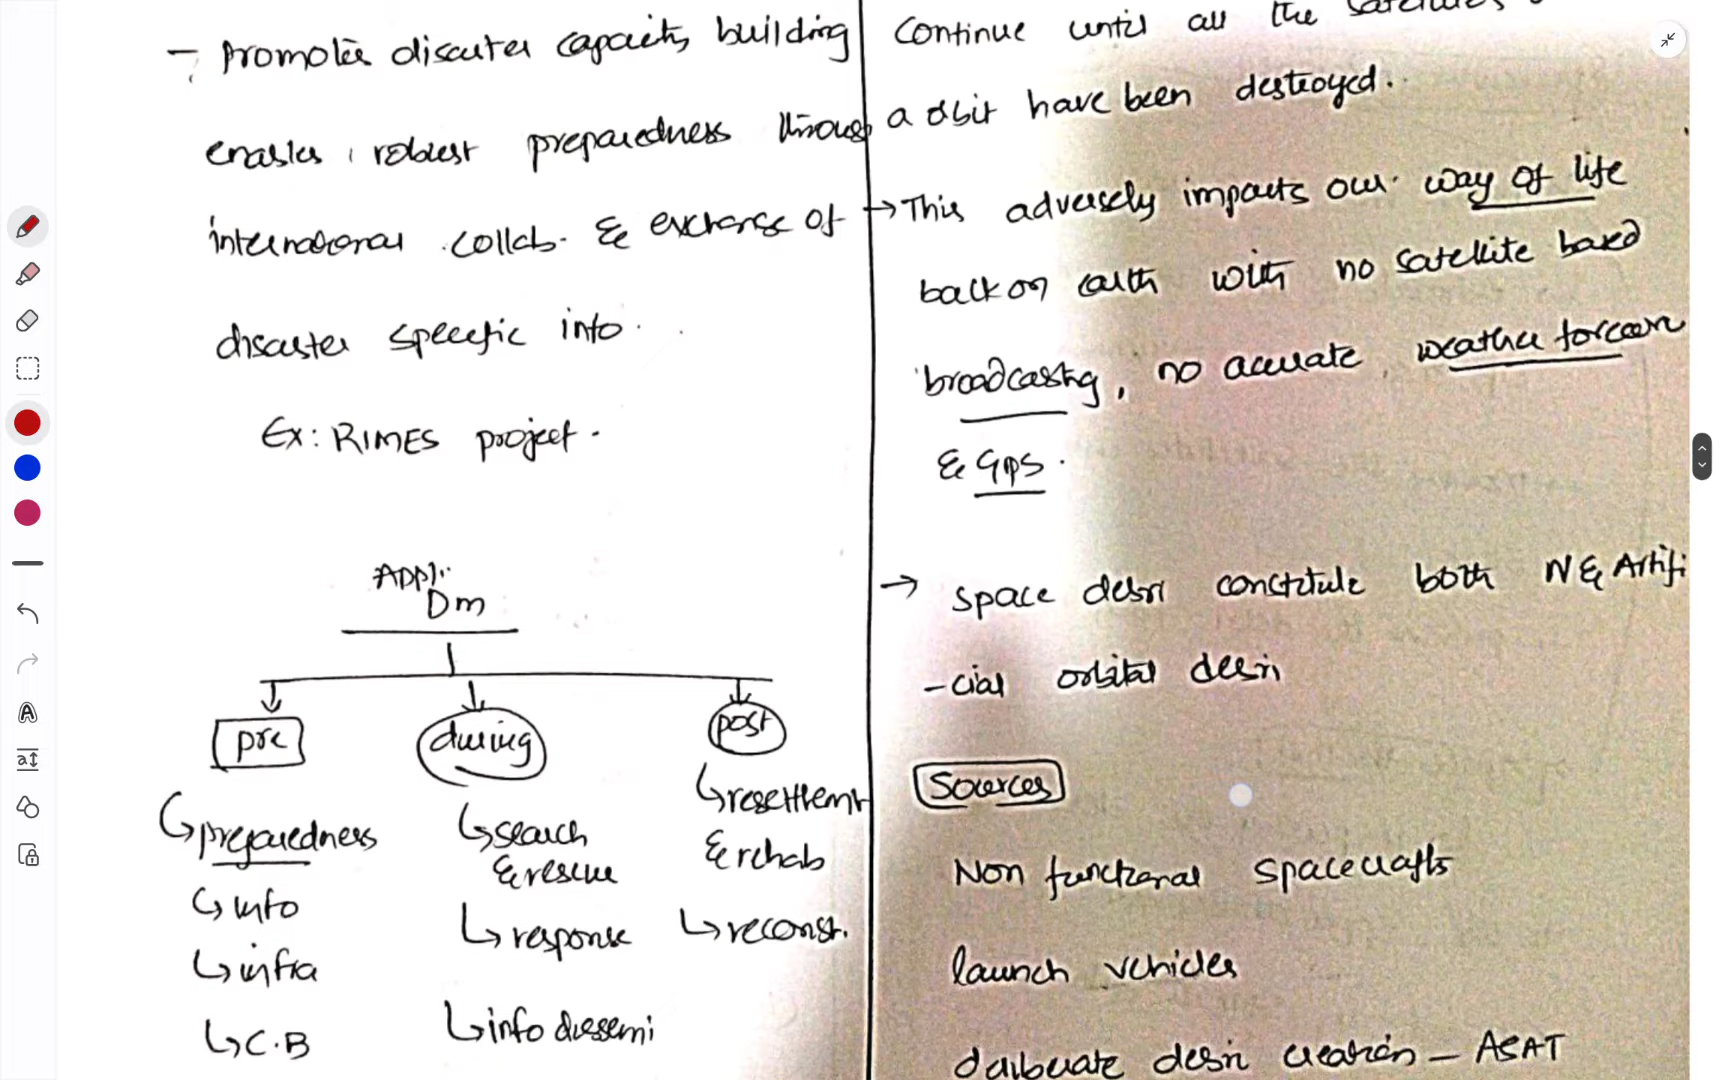 - Promotes disaster capacity building
enables robust preparedness through
international collab. & exchange of
disaster specific info.
Ex: RIMES project.
Appl.
Dm
pre
during
post
preparedness
info
infra
C.B
search
& rescue
response
info dissemi
resettlemt
& rehab
reconst.
Continue until all the satellites
a orbit have been destroyed.
→ This adversely impacts our way of life
back on earth with no satellite based
broadcasting, no accurate weather forecast
& GPS.
→ Space debri constitute both N & Artifi
-cial orbital debri
Sources
Non functional spacecrafts
launch vehicles
deliberate debri creation – ASAT